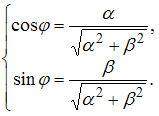 cosφ = α / √(α² + β²),
sinφ = β / √(α² + β²).